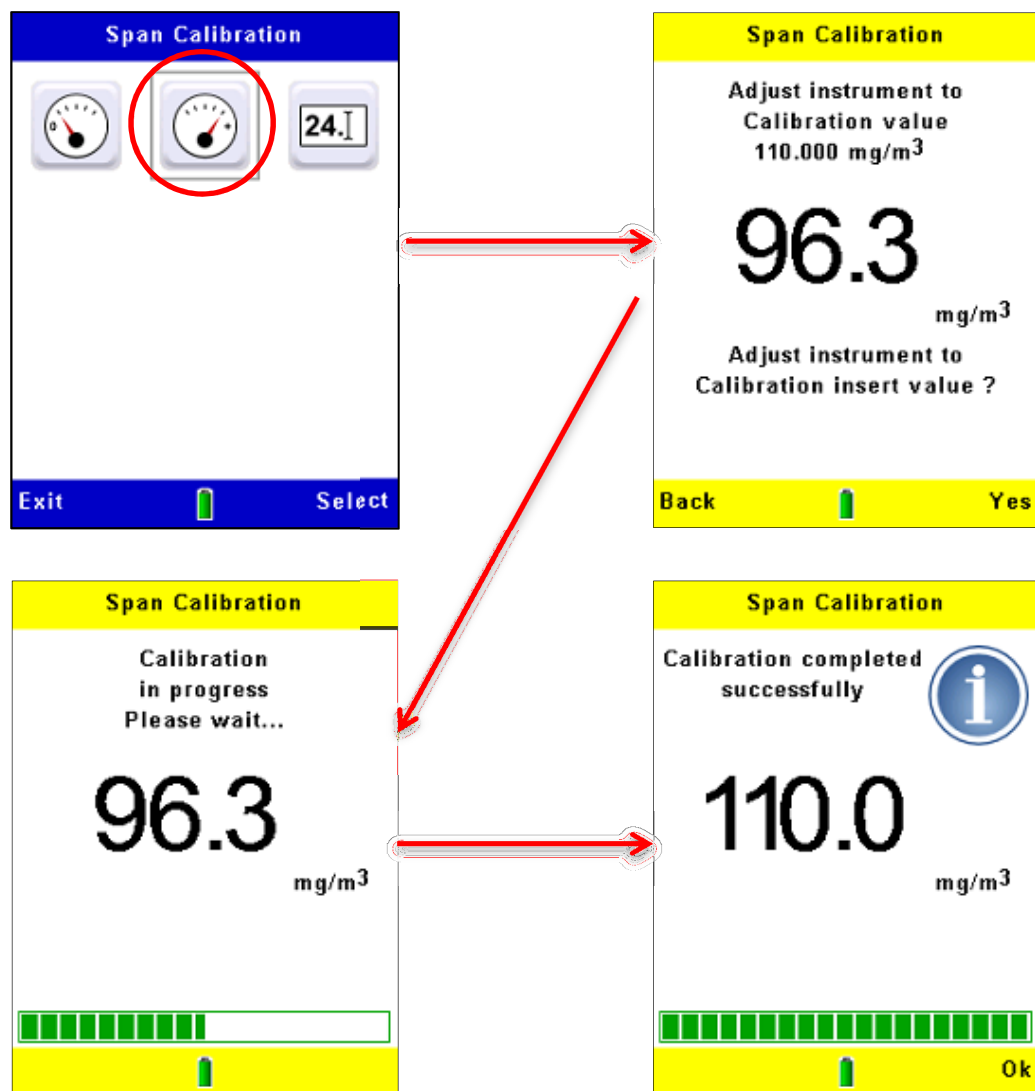 Span Calibration
0
+
24.
Exit
Select
Span Calibration
Adjust instrument to
Calibration value
110.000 mg/m³
96.3
mg/m³
Adjust instrument to
Calibration insert value ?
Back
Yes
Span Calibration
Calibration
in progress
Please wait...
96.3
mg/m³
Span Calibration
Calibration completed
successfully
i
110.0
mg/m³
Ok